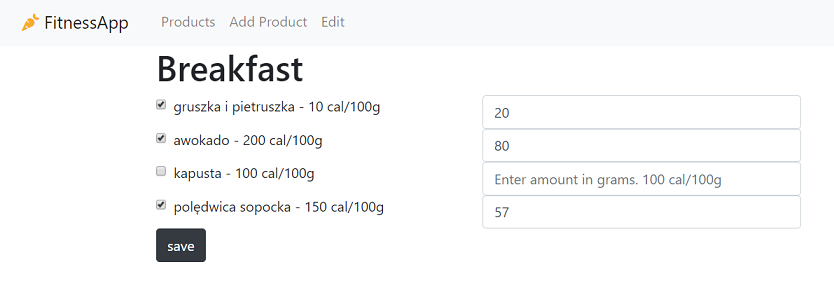 FitnessApp Products Add Product Edit
Breakfast
gruszka i pietruszka - 10 cal/100g 20
awokado - 200 cal/100g 80
kapusta - 100 cal/100g Enter amount in grams. 100 cal/100g
polędwica sopocka - 150 cal/100g 57
save